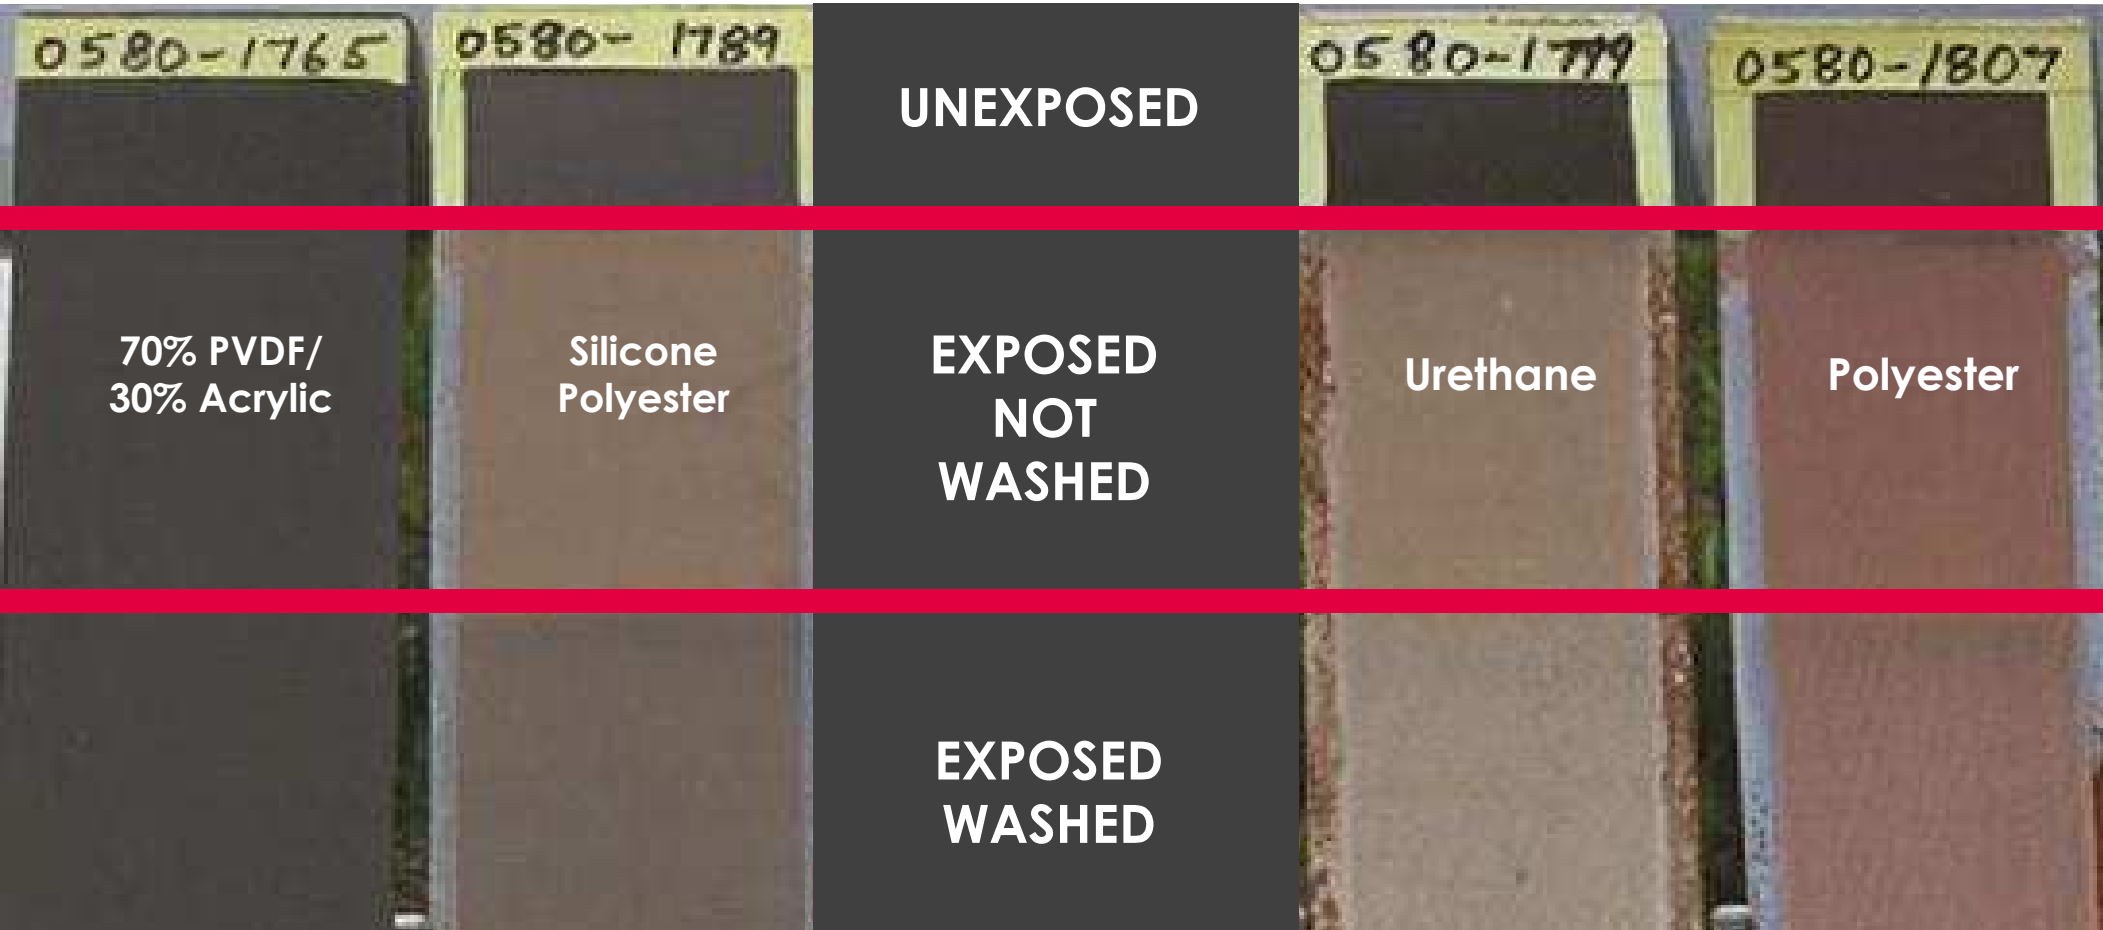 0580-1765
0580- 1789
UNEXPOSED
0580-1799
0580-1807
70% PVDF/
30% Acrylic
Silicone
Polyester
EXPOSED
NOT
WASHED
Urethane
Polyester
EXPOSED
WASHED